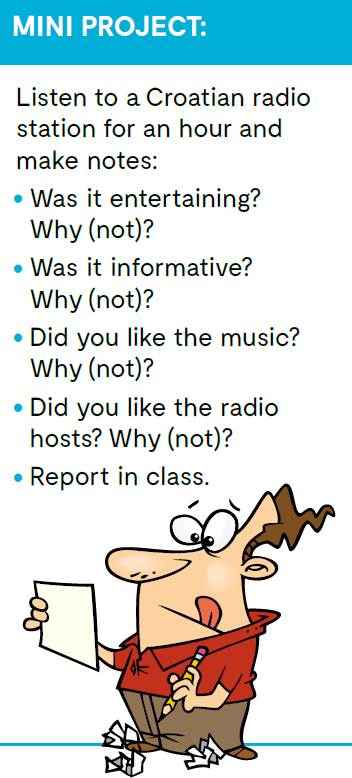 MINI PROJECT:
Listen to a Croatian radio
station for an hour and
make notes:
• Was it entertaining?
Why (not)?
• Was it informative?
Why (not)?
• Did you like the music?
Why (not)?
• Did you like the radio
hosts? Why (not)?
• Report in class.